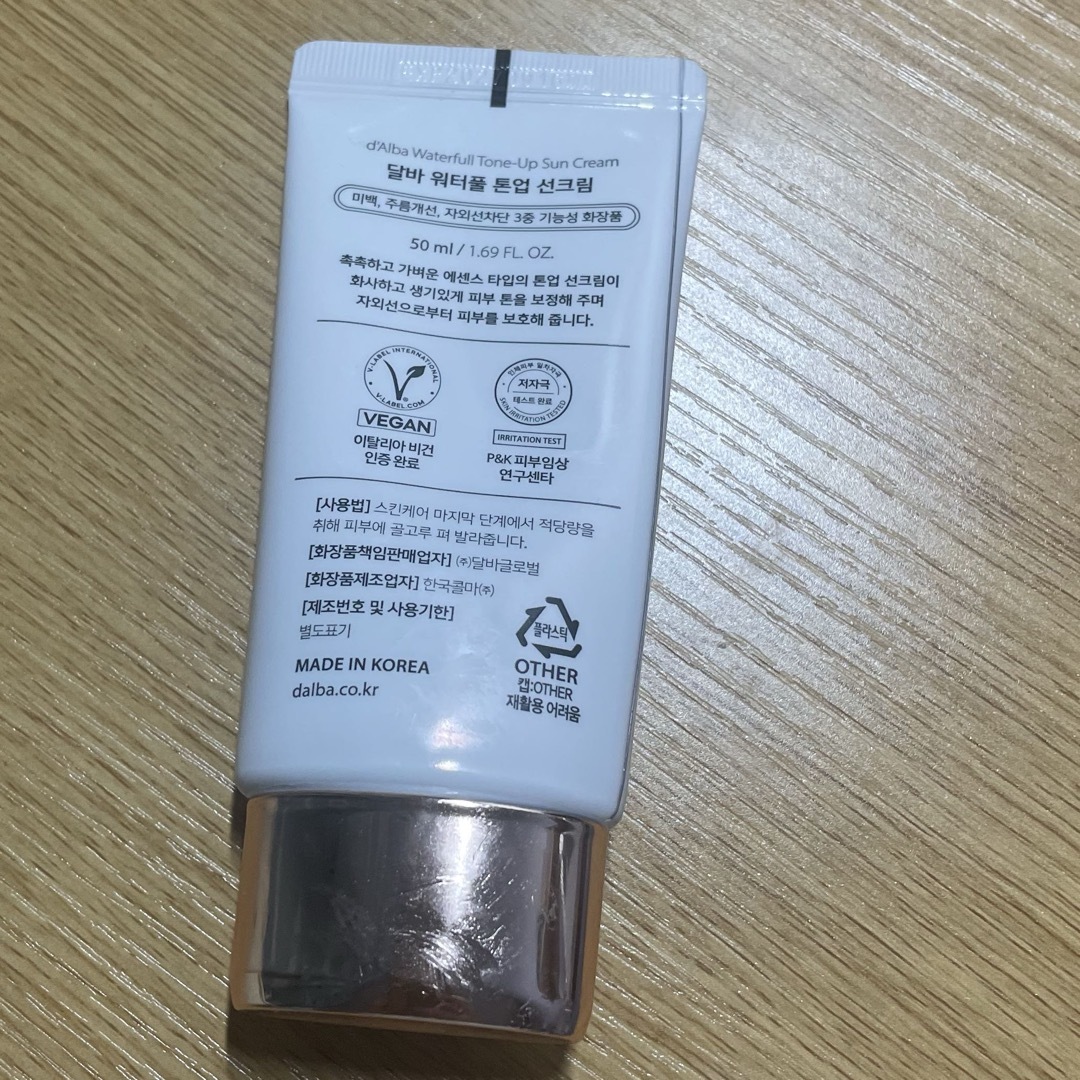 d'Alba Waterfull Tone-Up Sun Cream
달바 워터풀 톤업 선크림
미백, 주름개선, 자외선차단 3중 기능성 화장품
50 ml / 1.69 FL. OZ.
촉촉하고 가벼운 에센스 타입의 톤업 선크림이
화사하고 생기있게 피부 톤을 보정해 주며
자외선으로부터 피부를 보호해 줍니다.
V-LABEL INTERNATIONAL
V-LABEL.COM
VEGAN
이탈리아 비건
인증 완료
인체피부 일차자극
저자극
테스트 완료
SKIN IRRITATION TESTED
IRRITATION TEST
P&K 피부임상
연구센타
[사용법] 스킨케어 마지막 단계에서 적당량을
취해 피부에 골고루 펴 발라줍니다.
[화장품책임판매업자] ㈜달바글로벌
[화장품제조업자] 한국콜마㈜
[제조번호 및 사용기한]
별도표기
MADE IN KOREA
dalba.co.kr
플라스틱
OTHER
캡:OTHER
재활용 어려움